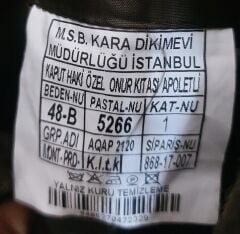 M.S.B. KARA DİKİMEVİ
MÜDÜRLÜĞÜ İSTANBUL
KAPUT HAKİ ÖZEL ONUR KITASI APOLETLİ
BEDEN-NU PASTAL-NU KAT-NU
48-B 5266 1
GRP ADI AQAP 2120 SİPARİŞ-NU
MONT-PRD- K.l.t.k 868-17-007
YALNIZ KURU TEMİZLEME